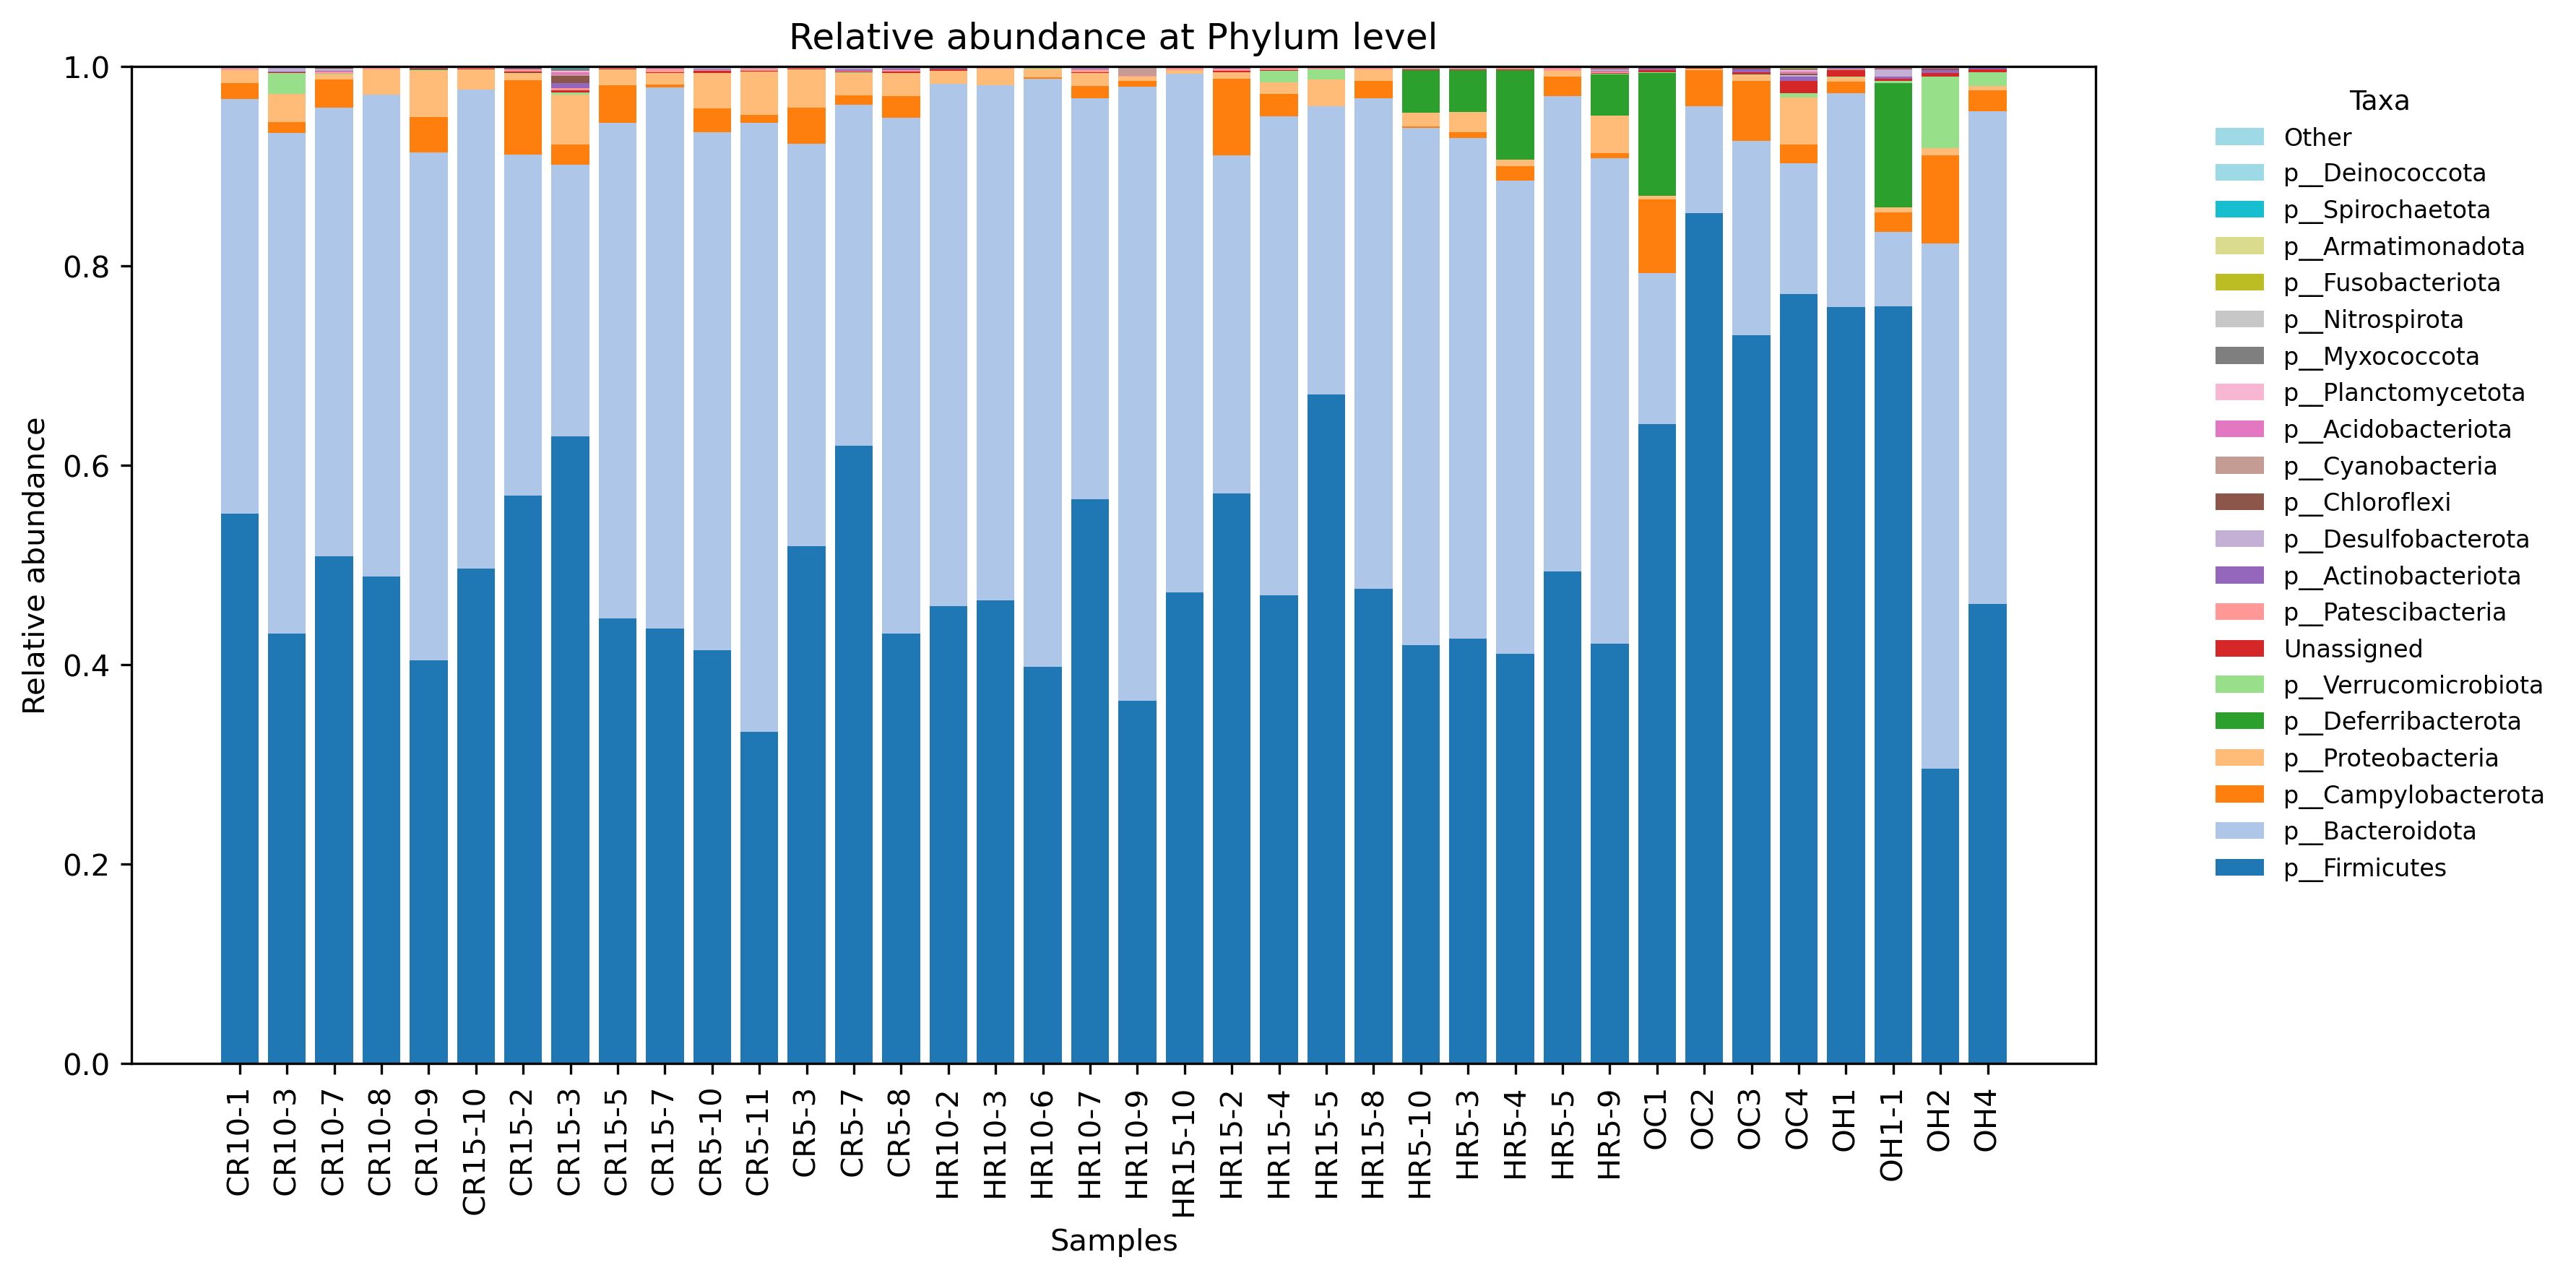 Relative abundance at Phylum level
Relative abundance
1.0
0.8
0.6
0.4
0.2
0.0
CR10-1
CR10-3
CR10-7
CR10-8
CR10-9
CR15-10
CR15-2
CR15-3
CR15-5
CR15-7
CR5-10
CR5-11
CR5-3
CR5-7
CR5-8
HR10-2
HR10-3
HR10-6
HR10-7
HR10-9
HR15-10
HR15-2
HR15-4
HR15-5
HR15-8
HR5-10
HR5-3
HR5-4
HR5-5
HR5-9
OC1
OC2
OC3
OC4
OH1
OH1-1
OH2
OH4
Samples
Taxa
Other
p__Deinococcota
p__Spirochaetota
p__Armatimonadota
p__Fusobacteriota
p__Nitrospirota
p__Myxococcota
p__Planctomycetota
p__Acidobacteriota
p__Cyanobacteria
p__Chloroflexi
p__Desulfobacterota
p__Actinobacteriota
p__Patescibacteria
Unassigned
p__Verrucomicrobiota
p__Deferribacterota
p__Proteobacteria
p__Campylobacterota
p__Bacteroidota
p__Firmicutes